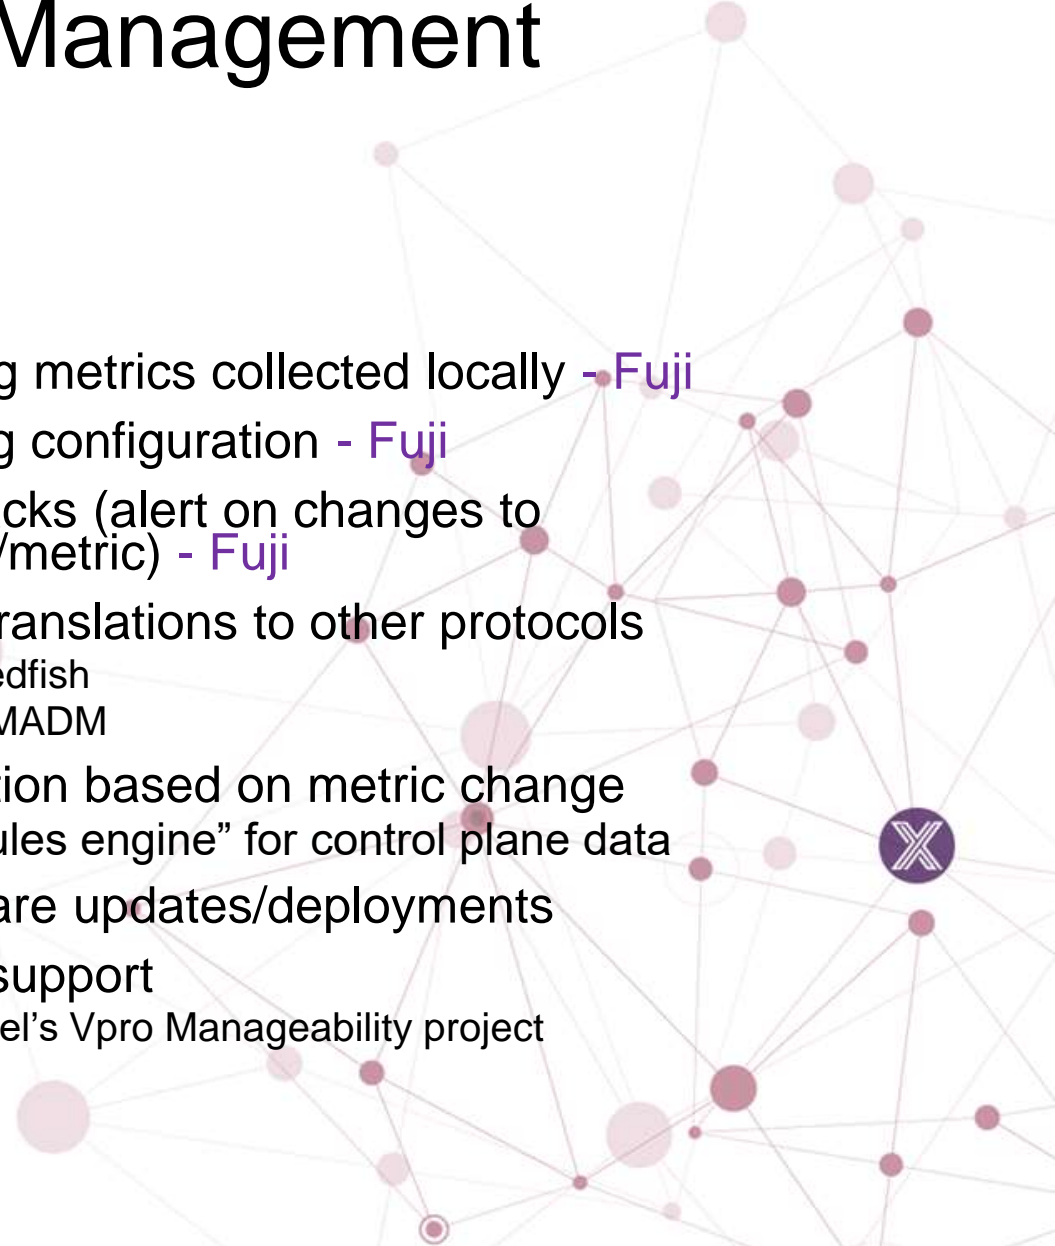 Management
g metrics collected locally - Fuji
g configuration - Fuji
cks (alert on changes to
/metric) - Fuji
ranslations to other protocols
edfish
MADM
tion based on metric change
ules engine” for control plane data
are updates/deployments
support
el’s Vpro Manageability project